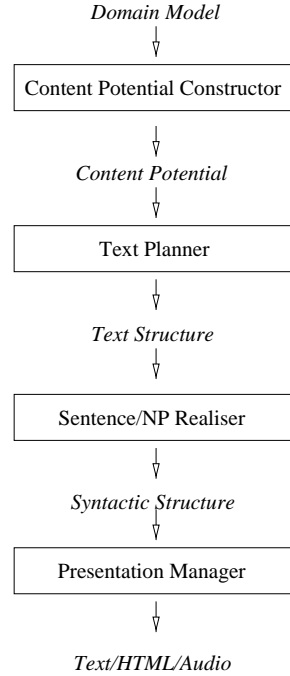 Domain Model
Content Potential Constructor
Content Potential
Text Planner
Text Structure
Sentence/NP Realiser
Syntactic Structure
Presentation Manager
Text/HTML/Audio